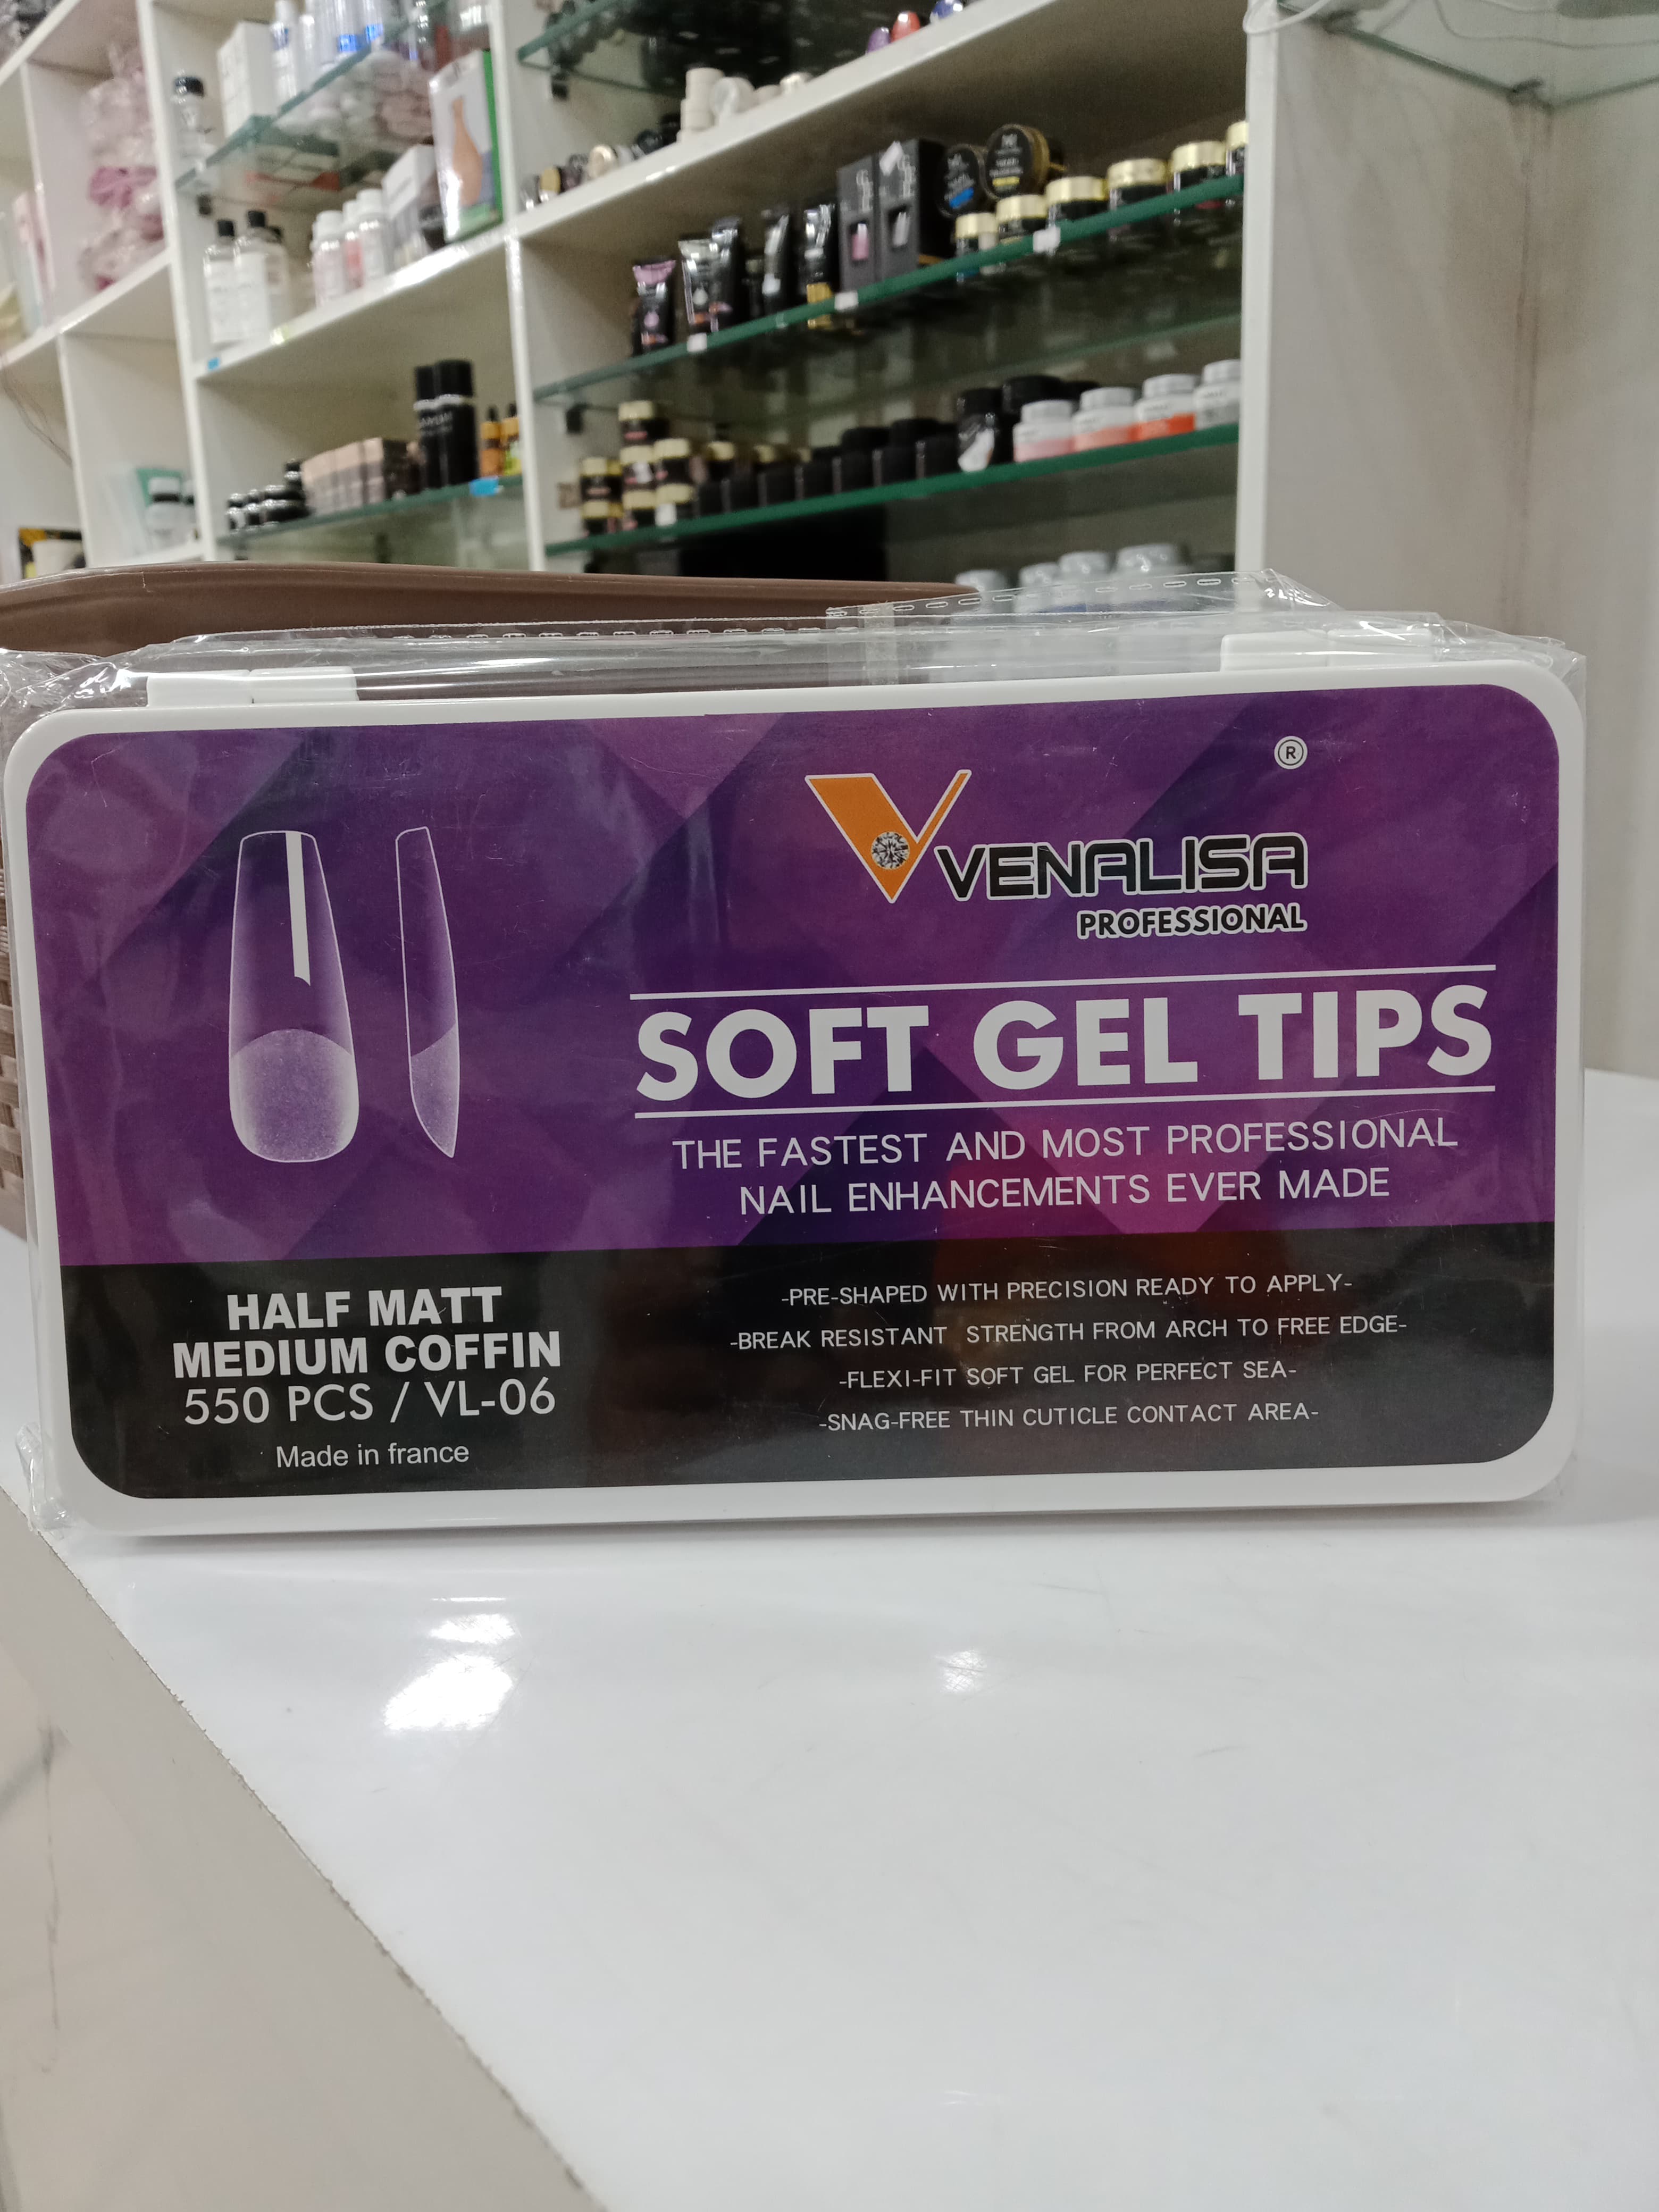 ®
VENALISA
PROFESSIONAL
SOFT GEL TIPS
THE FASTEST AND MOST PROFESSIONAL
NAIL ENHANCEMENTS EVER MADE
HALF MATT
MEDIUM COFFIN
550 PCS / VL-06
Made in france
-PRE-SHAPED WITH PRECISION READY TO APPLY-
-BREAK RESISTANT STRENGTH FROM ARCH TO FREE EDGE-
-FLEXI-FIT SOFT GEL FOR PERFECT SEA-
-SNAG-FREE THIN CUTICLE CONTACT AREA-